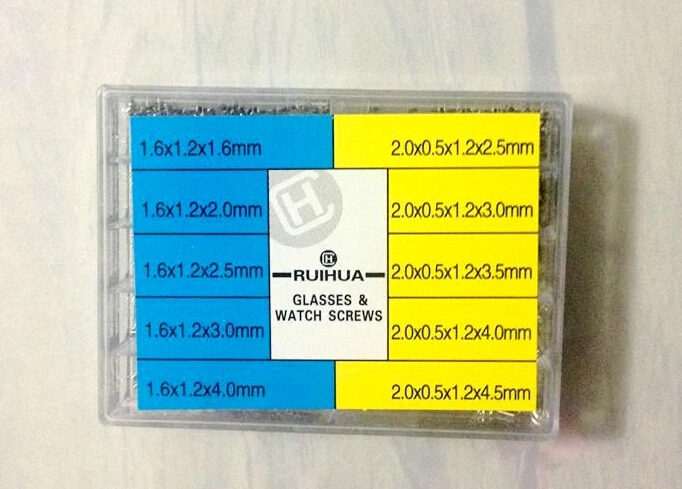 1.6x1.2x1.6mm
2.0x0.5x1.2x2.5mm
1.6x1.2x2.0mm
2.0x0.5x1.2x3.0mm
1.6x1.2x2.5mm
RUIHUA
2.0x0.5x1.2x3.5mm
GLASSES &
WATCH SCREWS
1.6x1.2x3.0mm
2.0x0.5x1.2x4.0mm
1.6x1.2x4.0mm
2.0x0.5x1.2x4.5mm